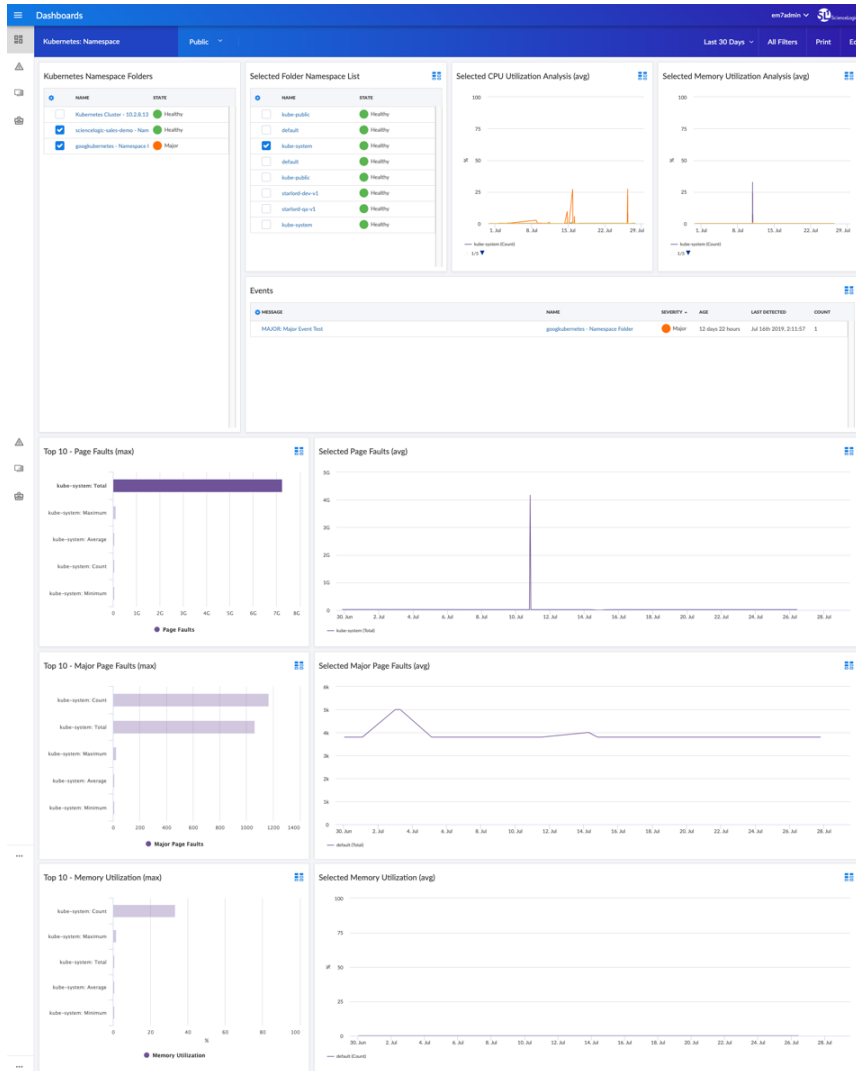 Dashboards
em7admin
SL ScienceLogic
Kubernetes: Namespace
Public
Last 30 Days
All Filters
Print
Kubernetes Namespace Folders
NAME STATE
Kubernetes Cluster - 10.2.8.13 Healthy
sciencelogic-sales-demo - Nam Healthy
googkubernetes - Namespace Major
Selected Folder Namespace List
NAME STATE
kube-public Healthy
default Healthy
kube-system Healthy
default Healthy
kube-public Healthy
starlord-dev-v5 Healthy
starlord-qa-v1 Healthy
kube-system Healthy
Selected CPU Utilization Analysis (avg)
100
75
% 50
25
0
1. Jul 8. Jul 15. Jul 22. Jul 29. Jul
kube-system (Count)
Selected Memory Utilization Analysis (avg)
100
75
% 50
25
0
1. Jul 8. Jul 15. Jul 22. Jul 29. Jul
kube-system (Count)
Events
MESSAGE NAME SEVERITY AGE LAST DETECTED COUNT
MAJOR: Major Event Test googkubernetes - Namespace Folder Major 12 days 22 hours Jul 16th 2019, 2:11:57 1
Top 10 - Page Faults (max)
kube-system: Total
kube-system: Maximum
kube-system: Average
kube-system: Count
kube-system: Minimum
0 1G 2G 3G 4G 5G 6G 7G 8G
Page Faults
Selected Page Faults (avg)
5G
4G
3G
2G
1G
0
30. Jun 2. Jul 4. Jul 6. Jul 8. Jul 10. Jul 12. Jul 14. Jul 16. Jul 18. Jul 20. Jul 22. Jul 24. Jul 26. Jul 28. Jul
kube-system (Total)
Top 10 - Major Page Faults (max)
kube-system: Count
kube-system: Total
kube-system: Maximum
kube-system: Average
kube-system: Minimum
0 200 400 600 800 1000 1200 1400
Major Page Faults
Selected Major Page Faults (avg)
6k
5k
4k
3k
2k
1k
0
30. Jun 2. Jul 4. Jul 6. Jul 8. Jul 10. Jul 12. Jul 14. Jul 16. Jul 18. Jul 20. Jul 22. Jul 24. Jul 26. Jul 28. Jul
default (Total)
Top 10 - Memory Utilization (max)
kube-system: Count
kube-system: Maximum
kube-system: Total
kube-system: Average
kube-system: Minimum
0 20 40 60 80 100
%
Memory Utilization
Selected Memory Utilization (avg)
100
75
% 50
25
0
30. Jun 2. Jul 4. Jul 6. Jul 8. Jul 10. Jul 12. Jul 14. Jul 16. Jul 18. Jul 20. Jul 22. Jul 24. Jul 26. Jul 28. Jul
default (Count)